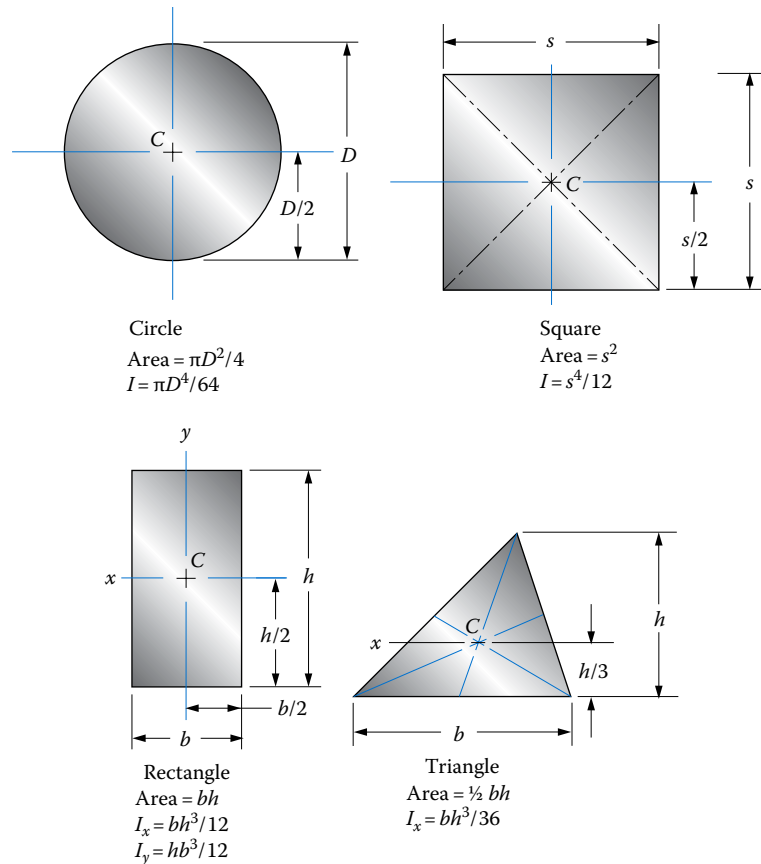 C
D
D/2
Circle
Area = πD²/4
I = πD⁴/64
s
C
s
s/2
Square
Area = s²
I = s⁴/12
y
C
x
h
h/2
b/2
b
Rectangle
Area = bh
Iₓ = bh³/12
I_y = hb³/12
C
x
h
h/3
b
Triangle
Area = ½ bh
Iₓ = bh³/36